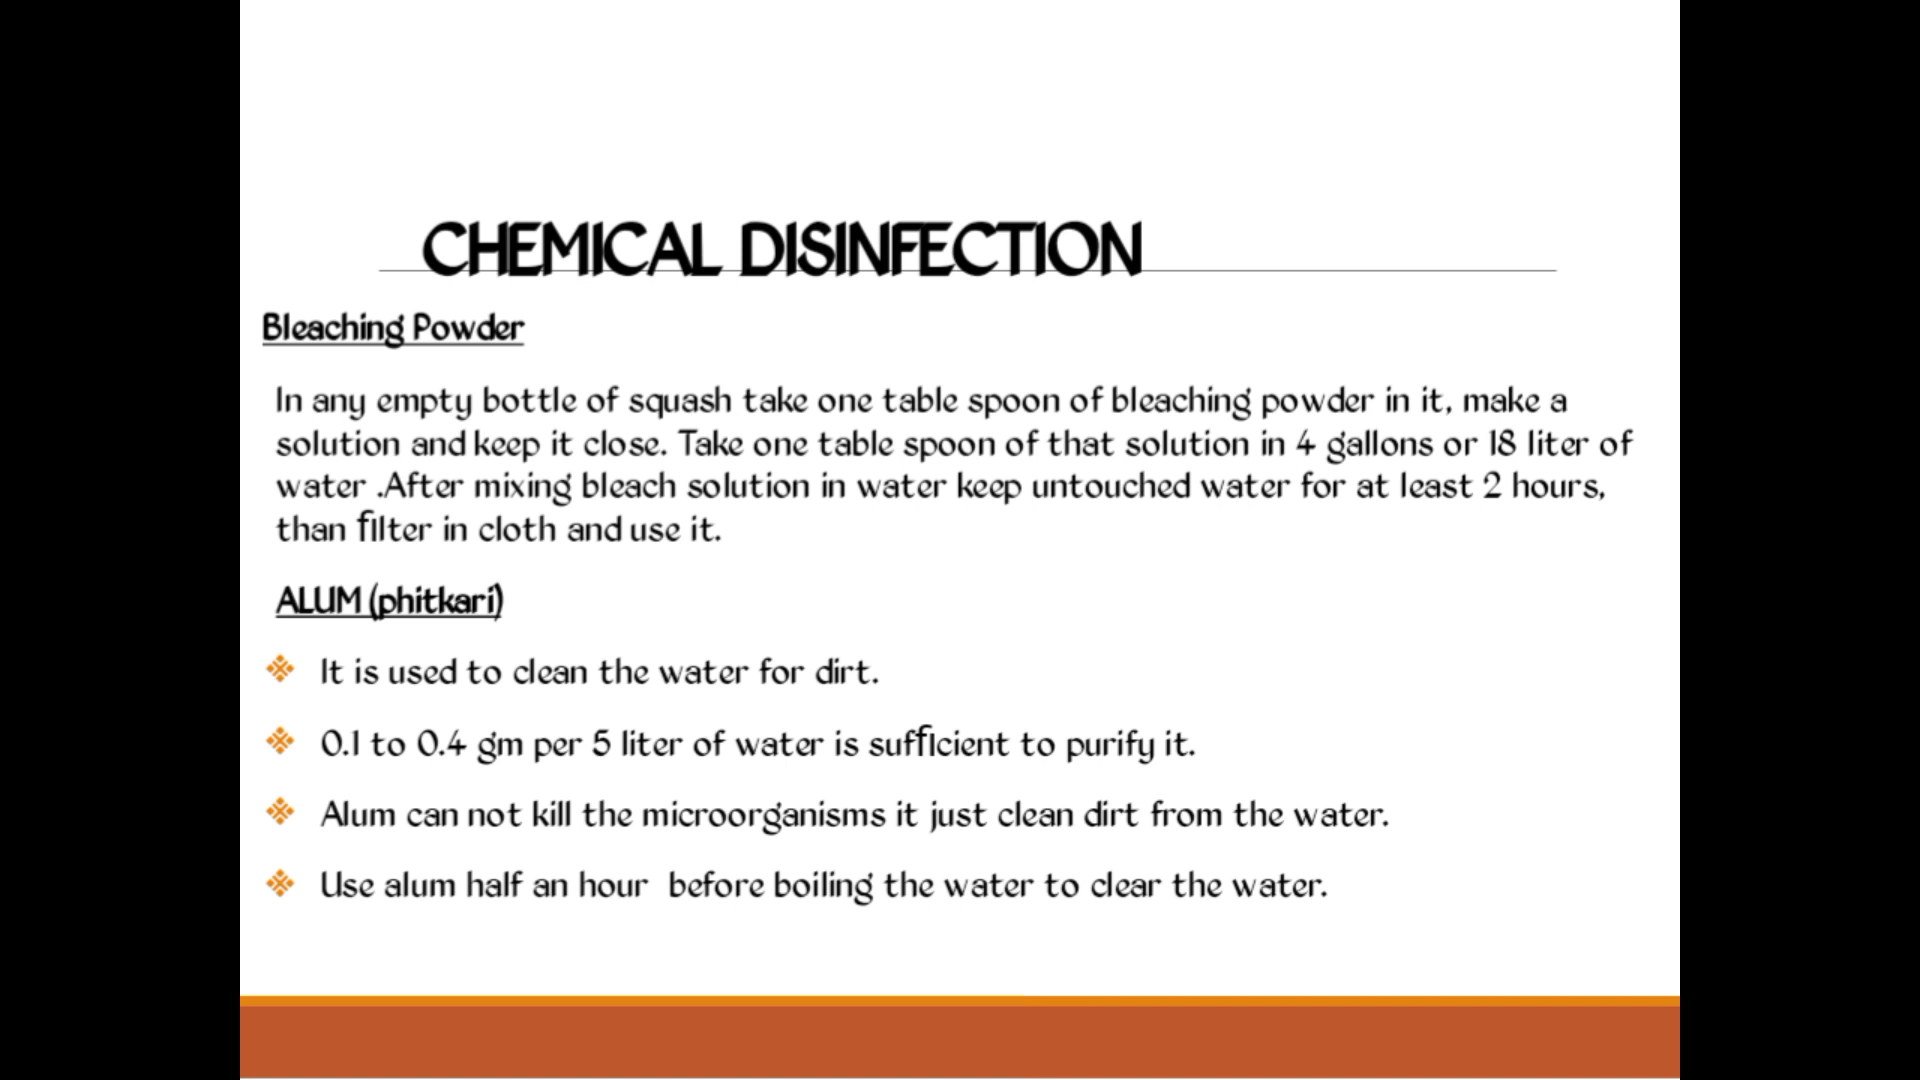 CHEMICAL DISINFECTION
Bleaching Powder
In any empty bottle of squash take one table spoon of bleaching powder in it, make a
solution and keep it close. Take one table spoon of that solution in 4 gallons or 18 liter of
water .After mixing bleach solution in water keep untouched water for at least 2 hours,
than filter in cloth and use it.
ALUM (phitkari)
It is used to clean the water for dirt.
0.1 to 0.4 gm per 5 liter of water is sufficient to purify it.
Alum can not kill the microorganisms it just clean dirt from the water.
Use alum half an hour  before boiling the water to clear the water.